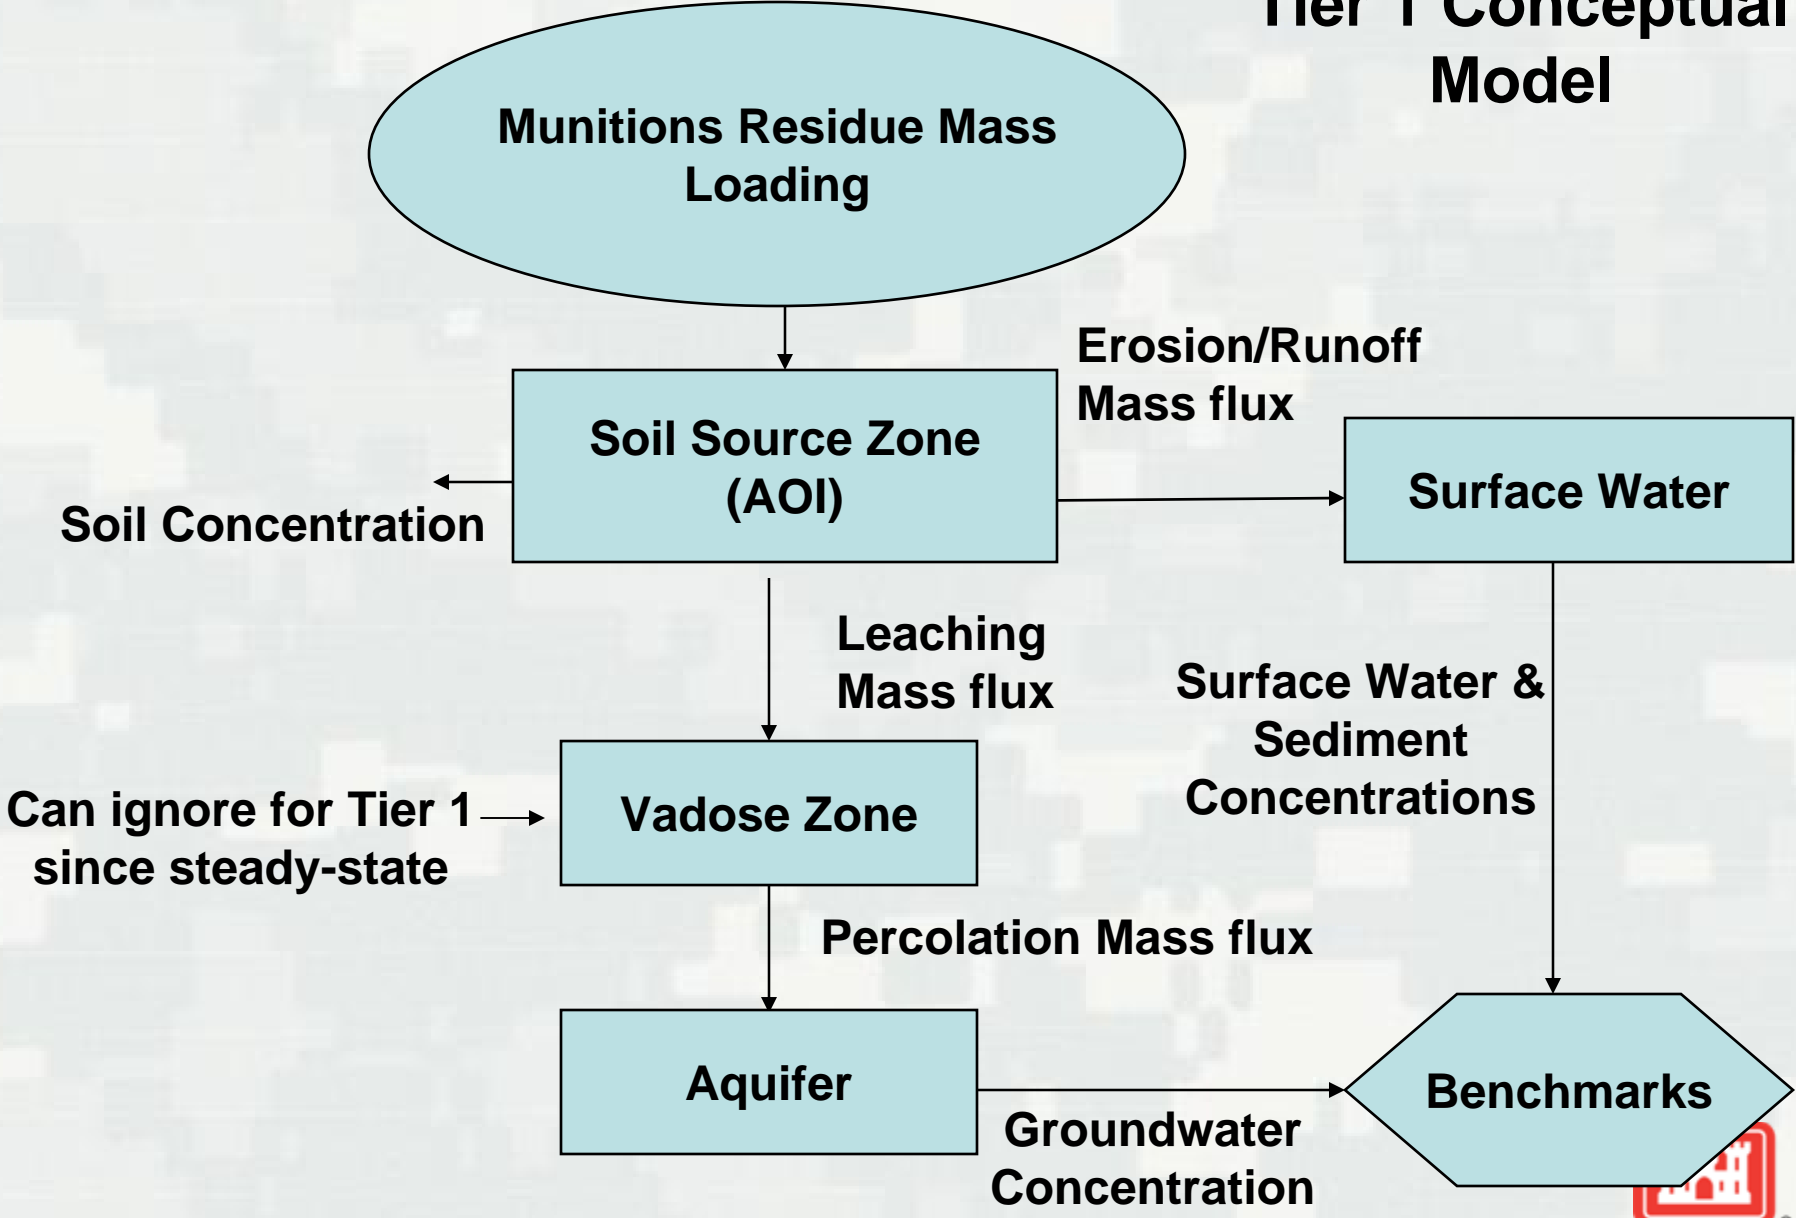 Tier 1 Conceptual
Model
Munitions Residue Mass
Loading
Erosion/Runoff
Mass flux
Soil Source Zone
(AOI)
Surface Water
Soil Concentration
Leaching
Mass flux
Surface Water &
Sediment
Concentrations
Can ignore for Tier 1
since steady-state
Vadose Zone
Percolation Mass flux
Aquifer
Benchmarks
Groundwater
Concentration